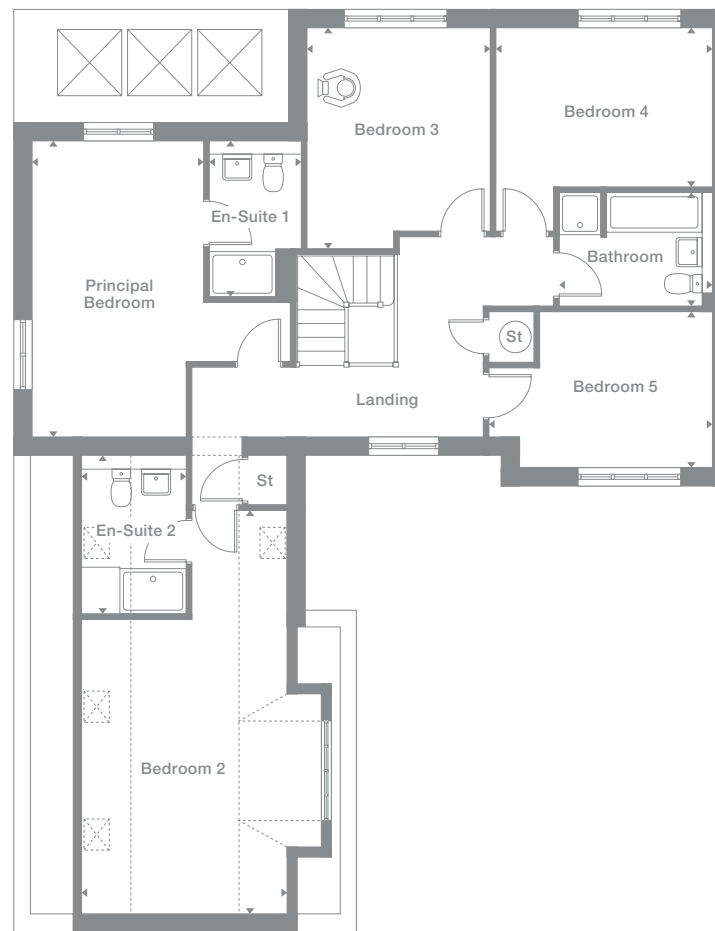 Bedroom 3
Bedroom 4
En-Suite 1
Bathroom
Principal
Bedroom
St
Bedroom 5
Landing
St
En-Suite 2
Bedroom 2